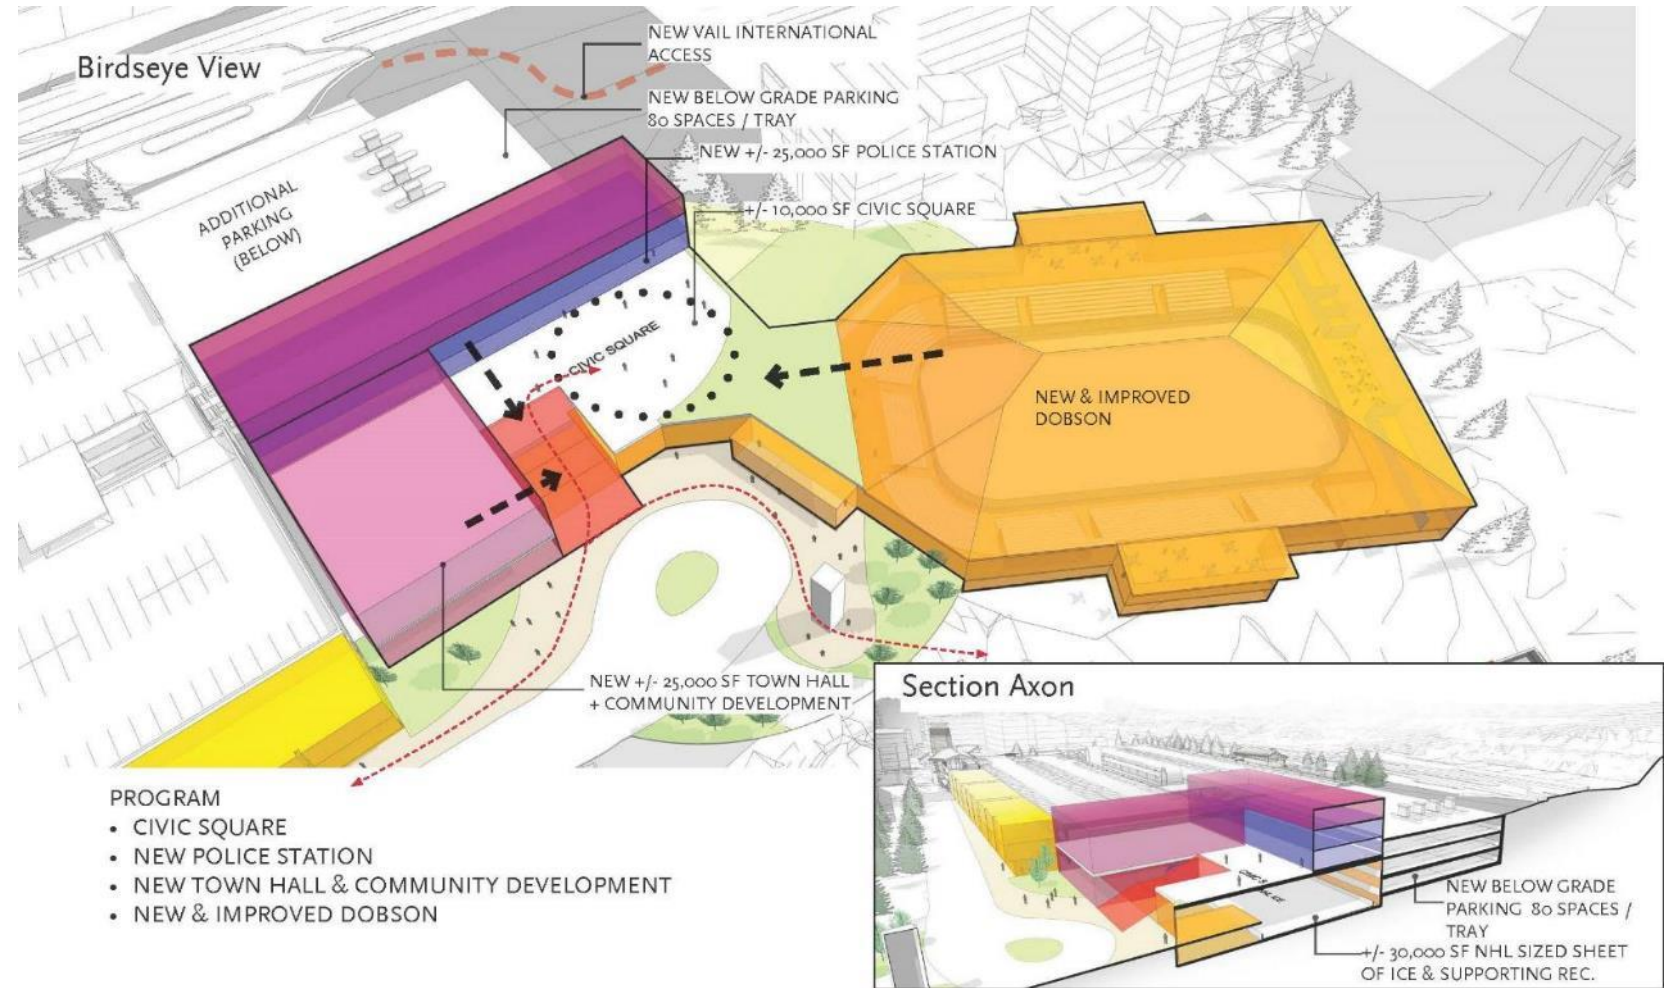 Birdseye View
NEW VAIL INTERNATIONAL
ACCESS
NEW BELOW GRADE PARKING
80 SPACES / TRAY
NEW +/- 25,000 SF POLICE STATION
+/- 10,000 SF CIVIC SQUARE
ADDITIONAL
PARKING
(BELOW)
CIVIC SQUARE
NEW & IMPROVED
DOBSON
NEW +/- 25,000 SF TOWN HALL
+ COMMUNITY DEVELOPMENT
PROGRAM
• CIVIC SQUARE
• NEW POLICE STATION
• NEW TOWN HALL & COMMUNITY DEVELOPMENT
• NEW & IMPROVED DOBSON
Section Axon
NEW BELOW GRADE
PARKING 80 SPACES /
TRAY
+/- 30,000 SF NHL SIZED SHEET
OF ICE & SUPPORTING REC.